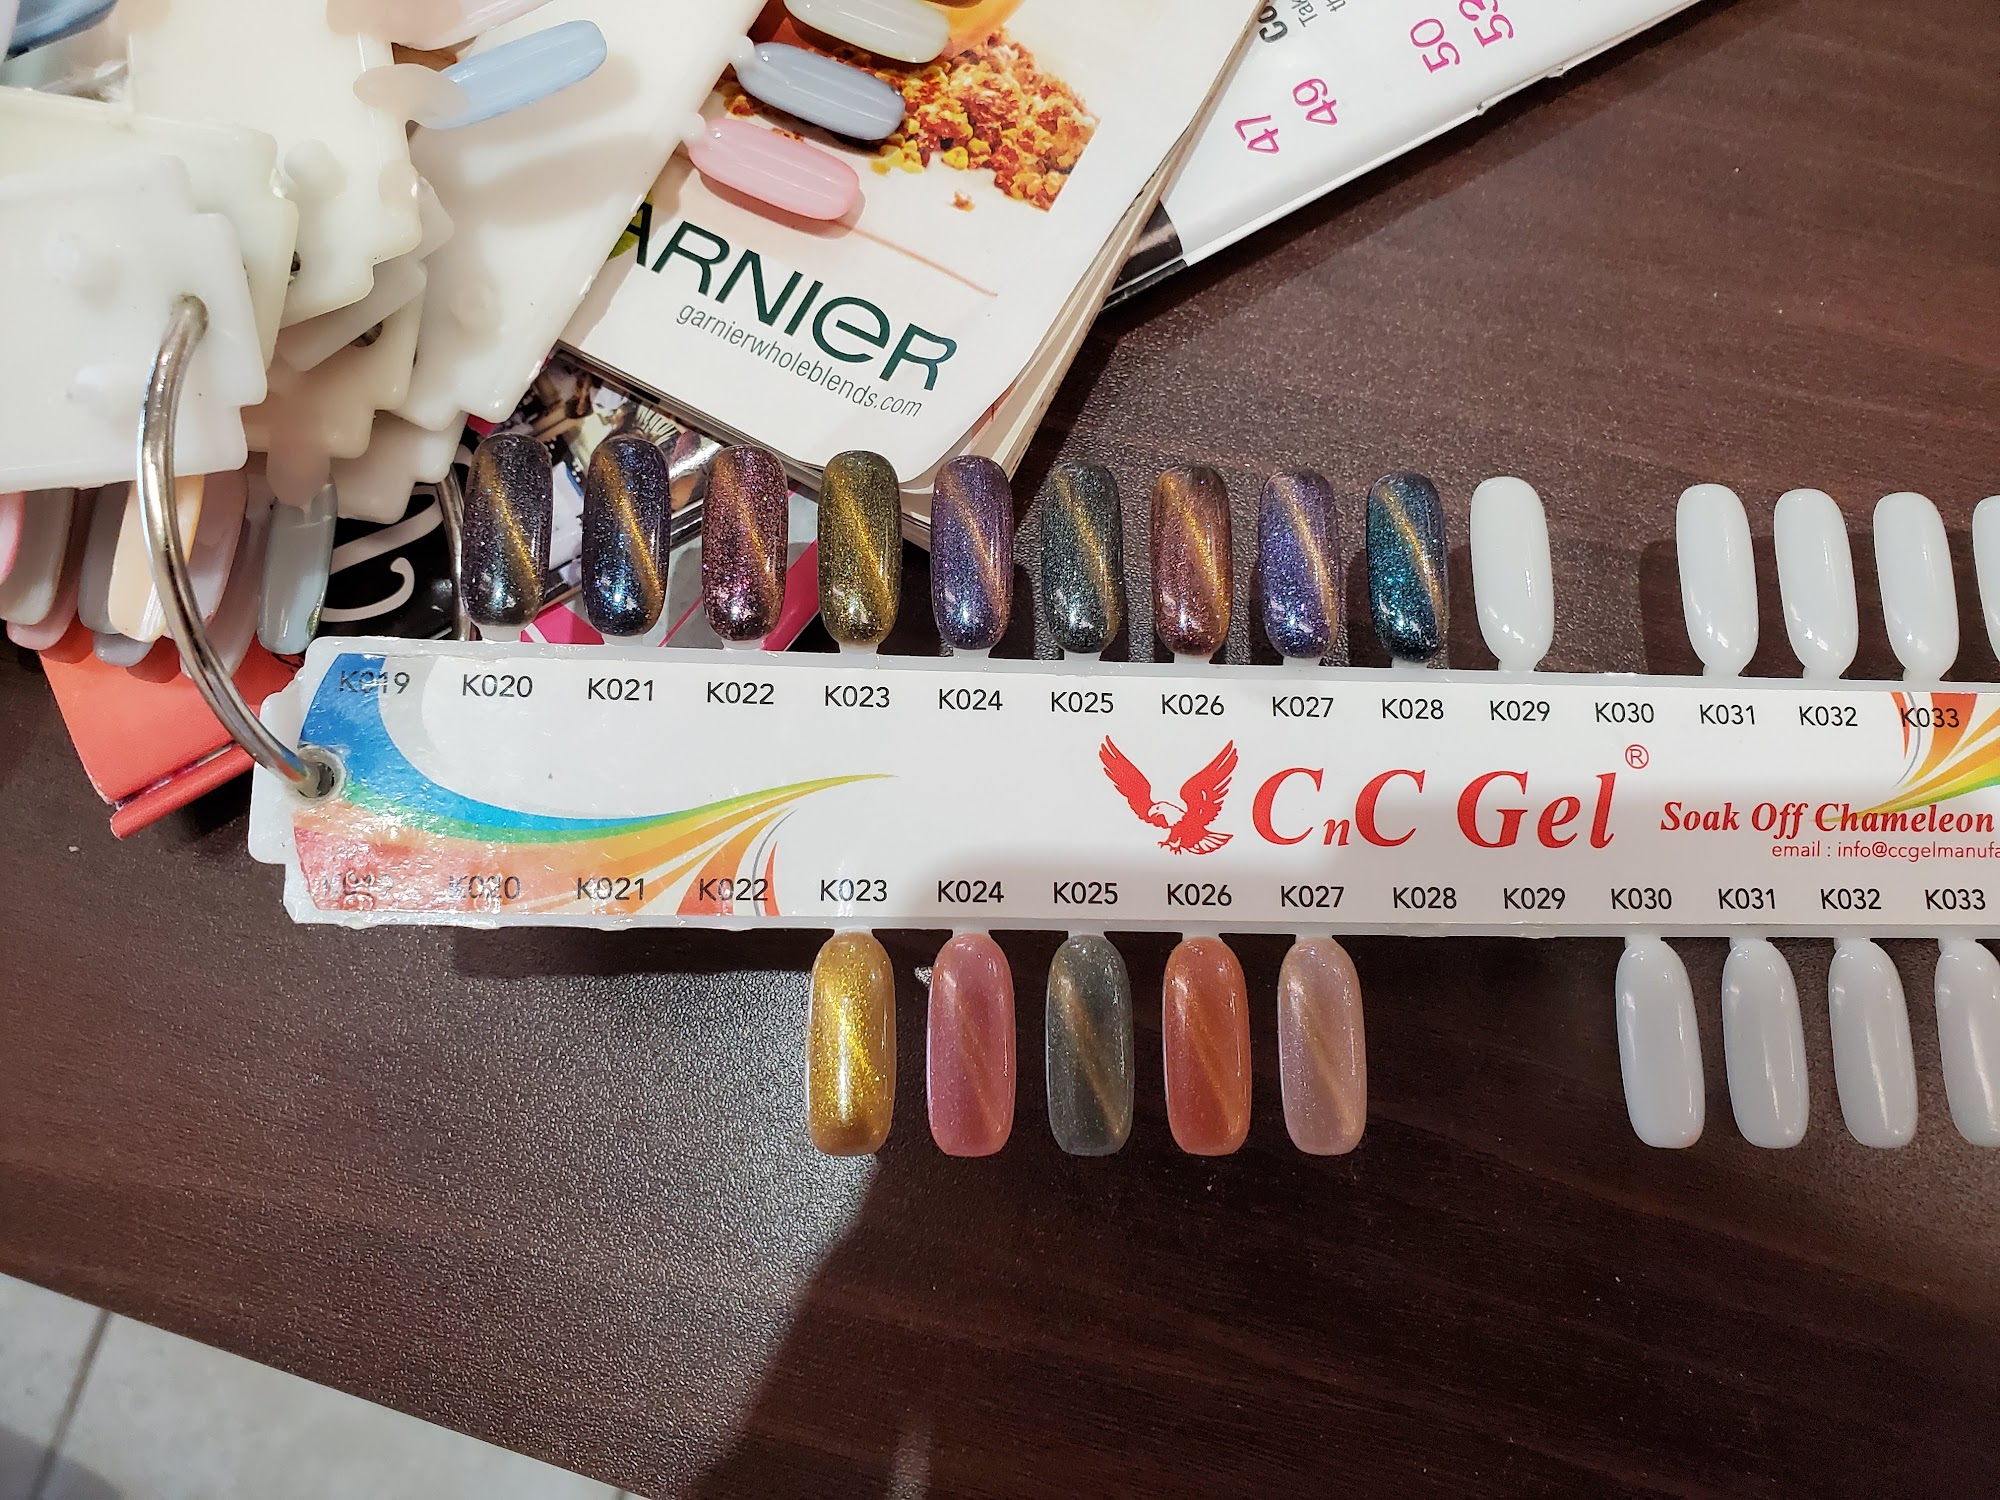 47
49
50
52
ARNIER
garnierwholeblends.com
K019 K020 K021 K022 K023 K024 K025 K026 K027 K028 K029 K030 K031 K032 K033
CnC Gel®
Soak Off Chameleon
email : info@ccgelmanufa
K020 K021 K022 K023 K024 K025 K026 K027 K028 K029 K030 K031 K032 K033